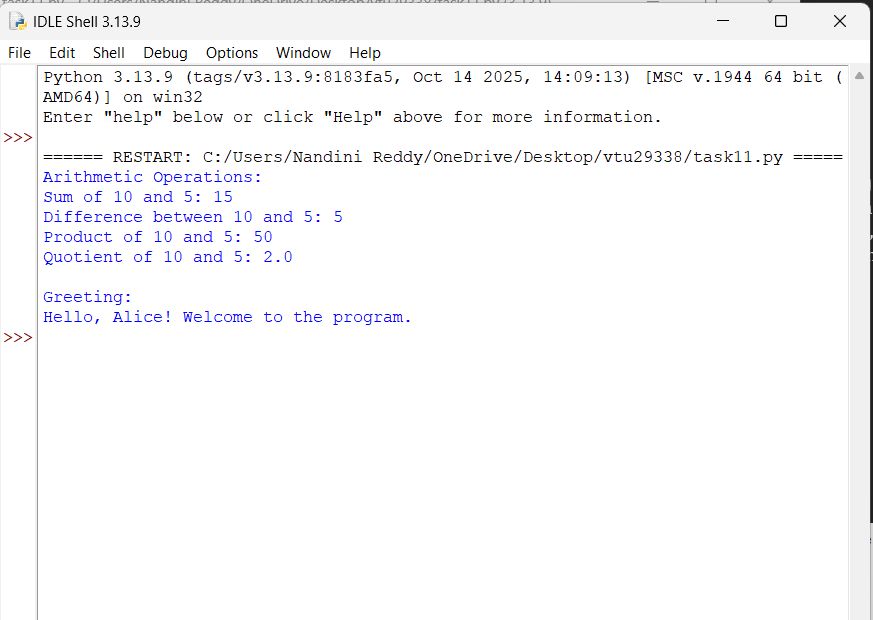 IDLE Shell 3.13.9
File Edit Shell Debug Options Window Help
Python 3.13.9 (tags/v3.13.9:8183fa5, Oct 14 2025, 14:09:13) [MSC v.1944 64 bit (
AMD64)] on win32
Enter "help" below or click "Help" above for more information.
>>>
====== RESTART: C:/Users/Nandini Reddy/OneDrive/Desktop/vtu29338/task11.py =====
Arithmetic Operations:
Sum of 10 and 5: 15
Difference between 10 and 5: 5
Product of 10 and 5: 50
Quotient of 10 and 5: 2.0

Greeting:
Hello, Alice! Welcome to the program.
>>>